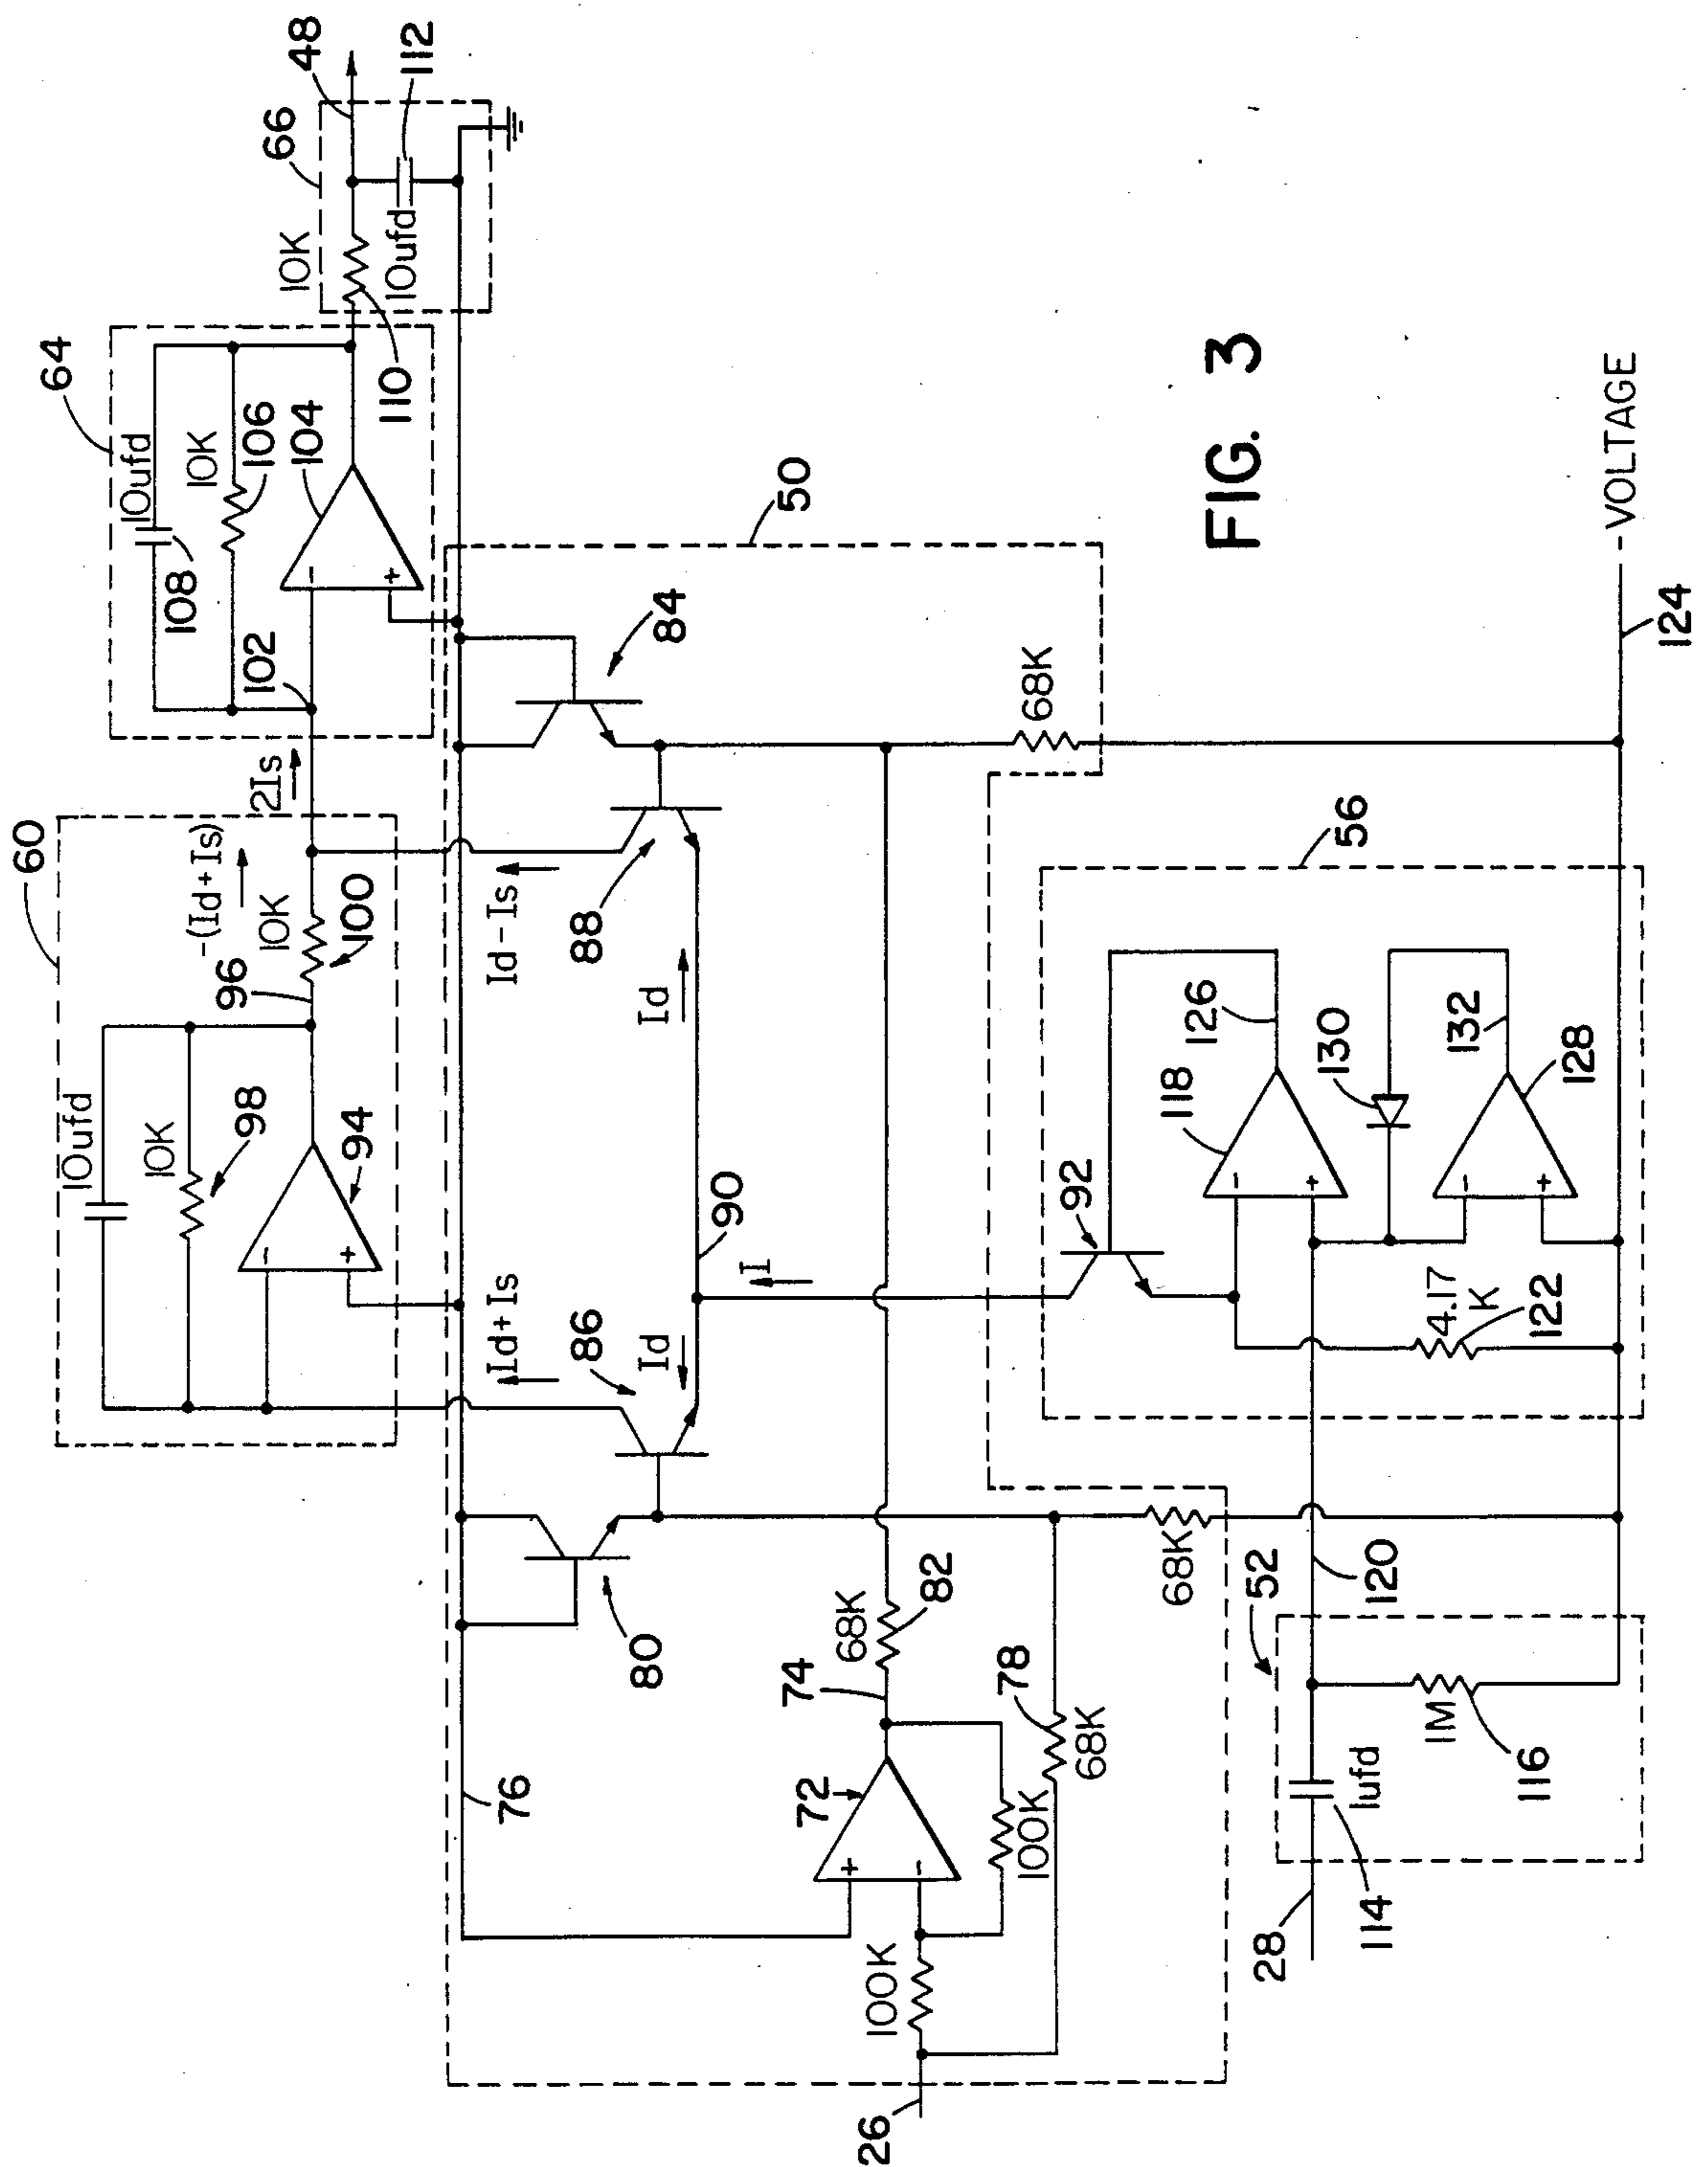 60
10ufd
10K
98
94
96
-(Id+Is)
10K
100
2Is
64
10ufd
108
10K
106
104
102
110
66
10K
10ufd
48
112
76
80
86
Id+Is
Id
I
90
Id
Id-Is
88
84
50
68K
72
74
68K
82
100K
100K
78
68K
68K
26
52
120
28
114
1ufd
1M
116
92
4.17
K
122
118
126
130
132
128
56
124
VOLTAGE
FIG. 3
-
+
-
+
+
-
-
+
-
+